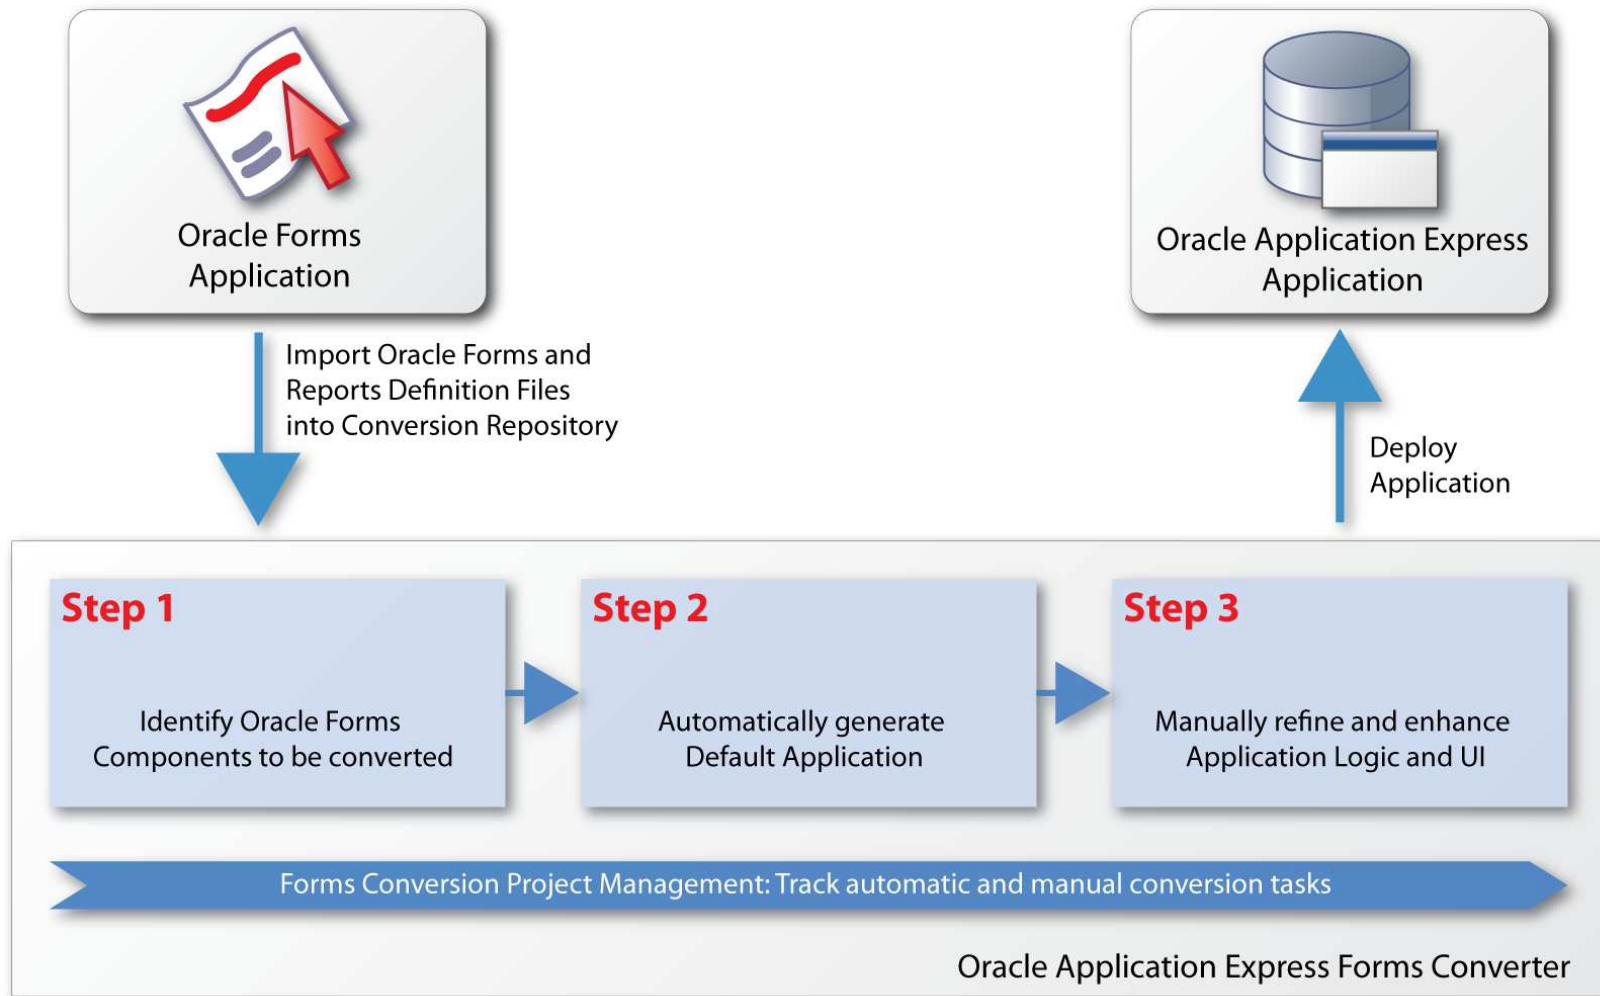 Oracle Forms
Application
Oracle Application Express
Application
Import Oracle Forms and
Reports Definition Files
into Conversion Repository
Deploy
Application
Step 1
Identify Oracle Forms
Components to be converted
Step 2
Automatically generate
Default Application
Step 3
Manually refine and enhance
Application Logic and UI
Forms Conversion Project Management: Track automatic and manual conversion tasks
Oracle Application Express Forms Converter